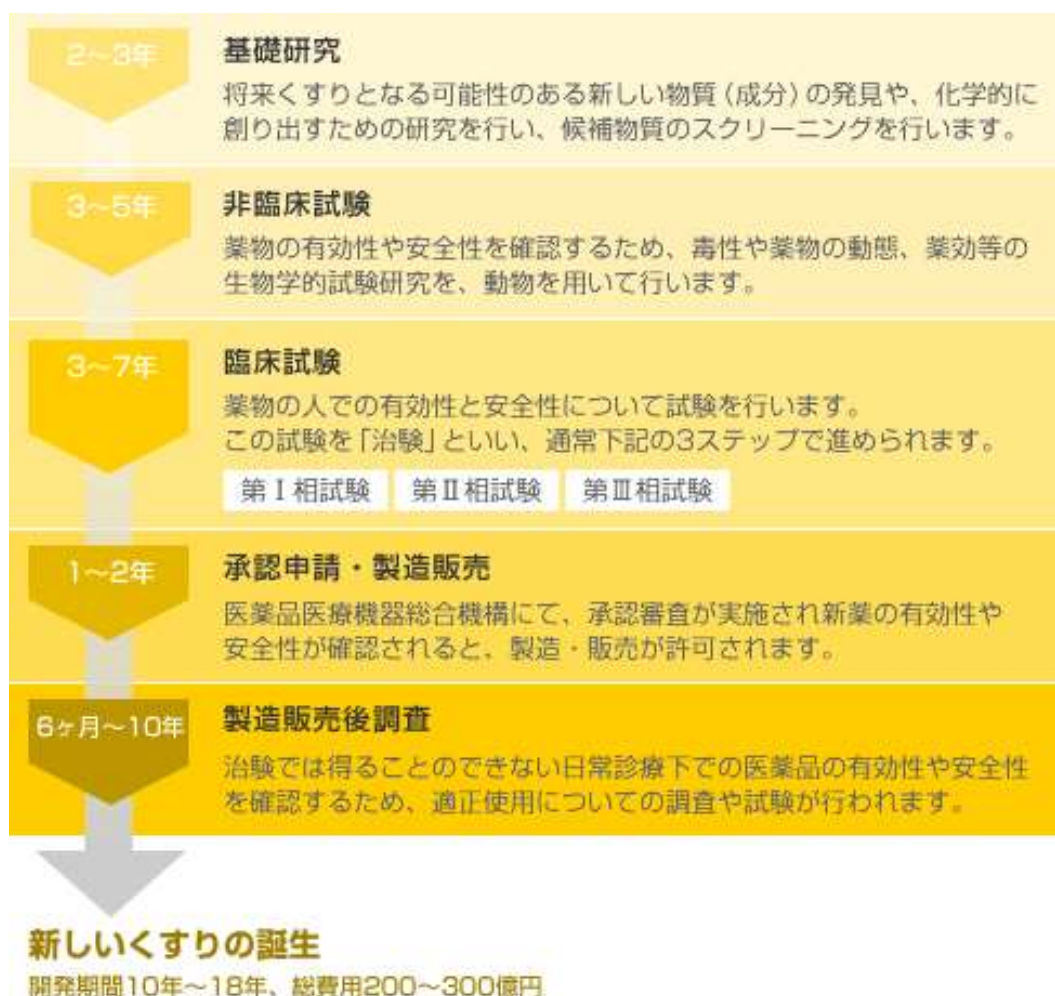 2～3年
基礎研究
将来くすりとなる可能性のある新しい物質（成分）の発見や、化学的に
創り出すための研究を行い、候補物質のスクリーニングを行います。
3～5年
非臨床試験
薬物の有効性や安全性を確認するため、毒性や薬物の動態、薬効等の
生物学的試験研究を、動物を用いて行います。
3～7年
臨床試験
薬物の人での有効性と安全性について試験を行います。
この試験を「治験」といい、通常下記の3ステップで進められます。
第Ⅰ相試験 第Ⅱ相試験 第Ⅲ相試験
1～2年
承認申請・製造販売
医薬品医療機器総合機構にて、承認審査が実施され新薬の有効性や
安全性が確認されると、製造・販売が許可されます。
6ヶ月～10年
製造販売後調査
治験では得ることのできない日常診療下での医薬品の有効性や安全性
を確認するため、適正使用についての調査や試験が行われます。
新しいくすりの誕生
開発期間10年～18年、総費用200～300億円